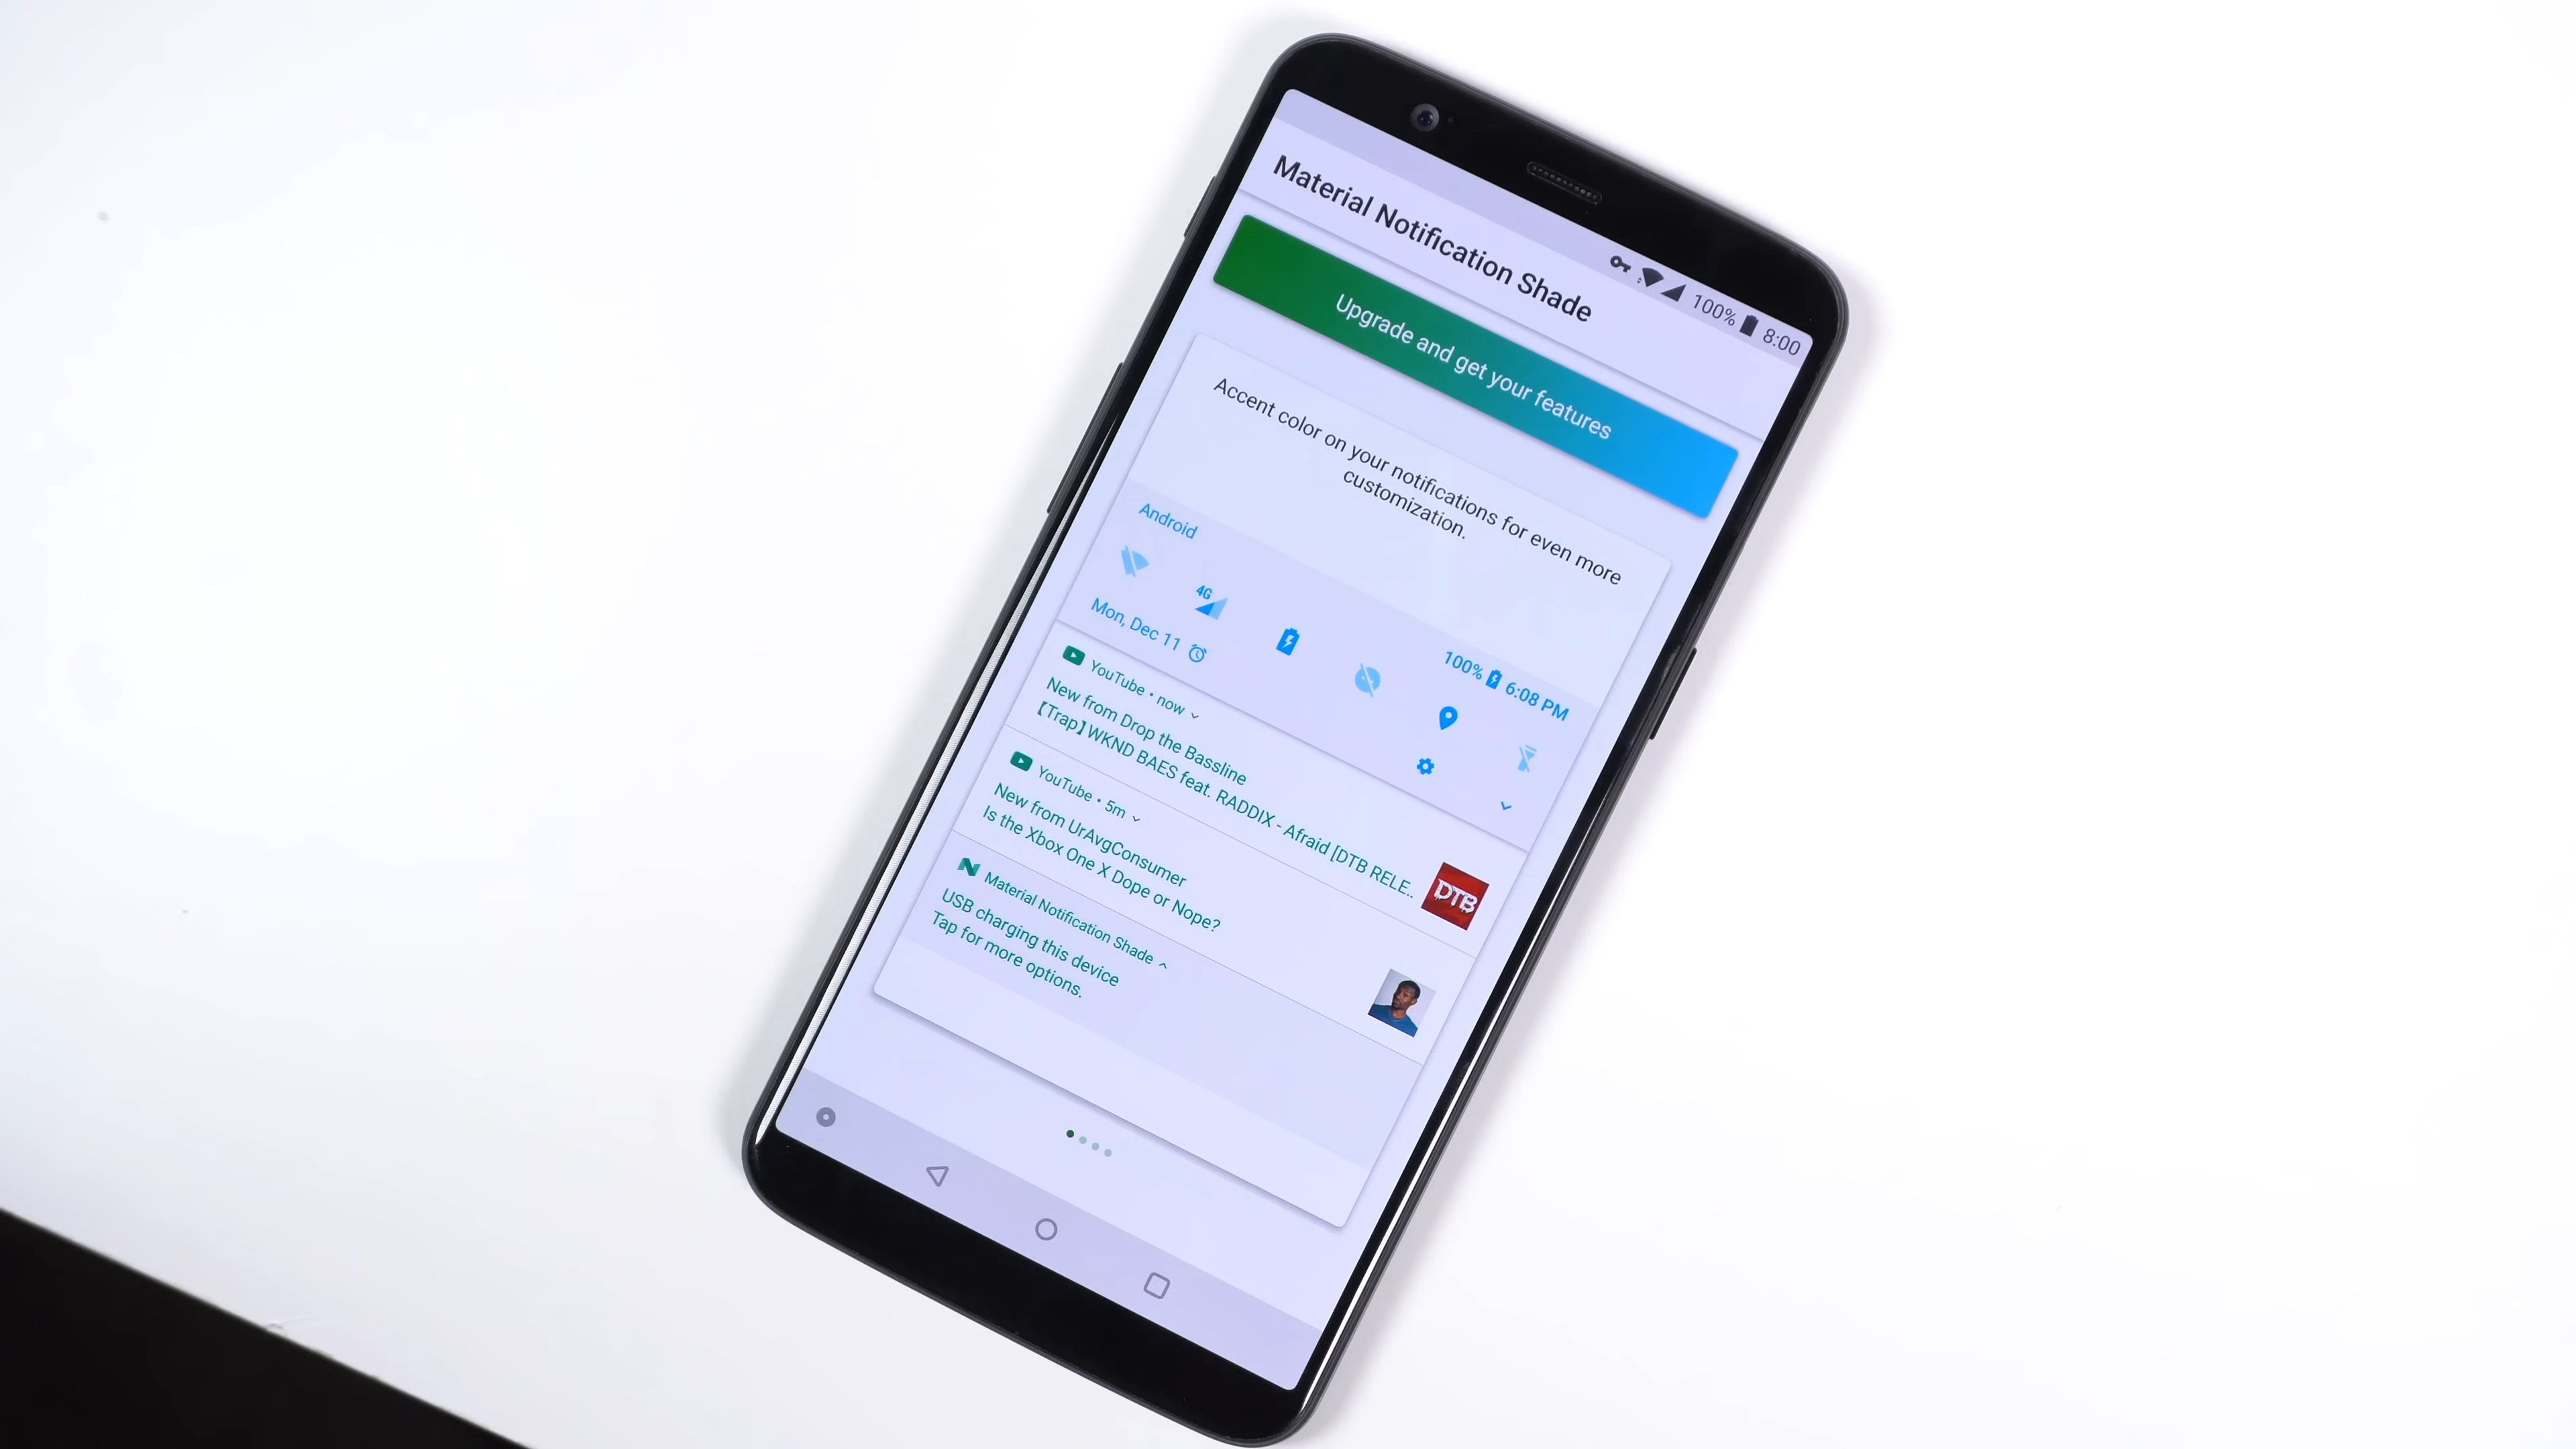 100% 8:00
Material Notification Shade
Upgrade and get your features
Accent color on your notifications for even more
customization.
Android
4G
100% 6:08 PM
Mon, Dec 11
YouTube • now
New from Drop the Bassline
【Trap】WKND BAES feat. RADDIX - Afraid [DTB RELE..
DTB
YouTube • 5m
New from UrAvgConsumer
Is the Xbox One X Dope or Nope?
Material Notification Shade
USB charging this device
Tap for more options.